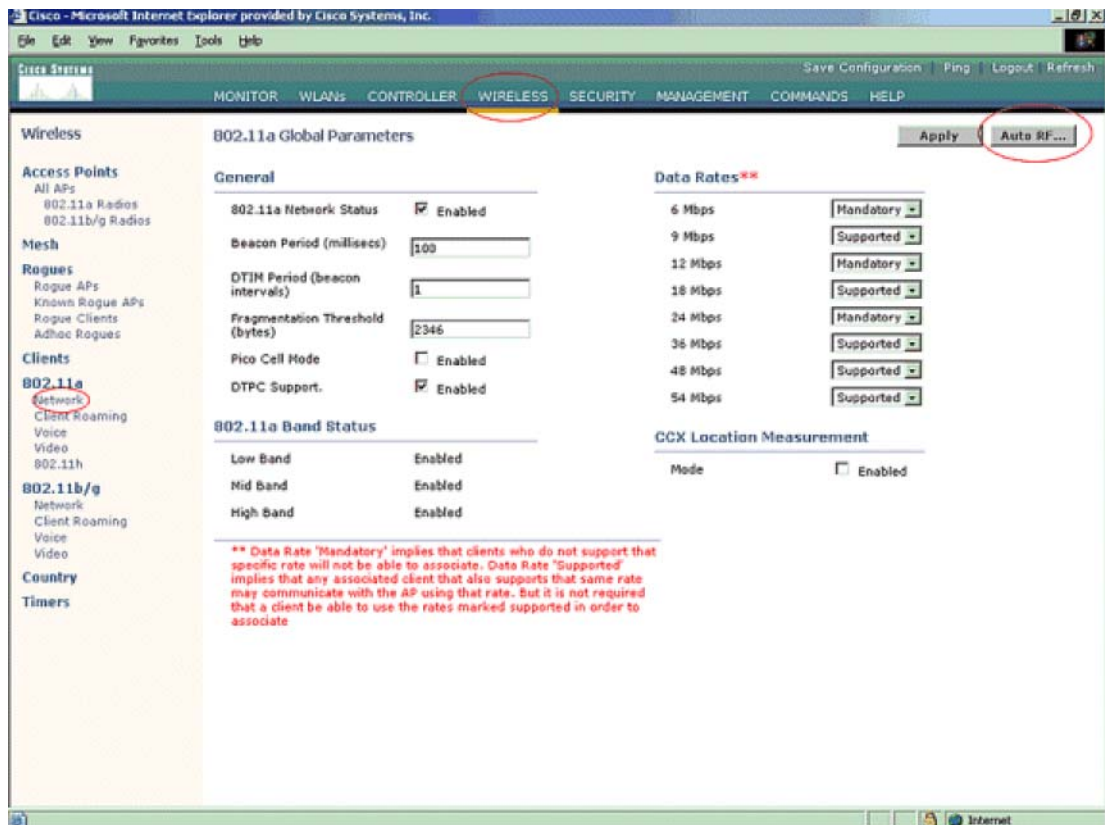 Cisco - Microsoft Internet Explorer provided by Cisco Systems, Inc.
File Edit View Favorites Tools Help
Cisco Systems
Save Configuration Ping Logout Refresh
MONITOR WLANs CONTROLLER WIRELESS SECURITY MANAGEMENT COMMANDS HELP
Wireless
Access Points
All APs
802.11a Radios
802.11b/g Radios
Mesh
Rogues
Rogue APs
Known Rogue APs
Rogue Clients
Adhoc Rogues
Clients
802.11a
Network
Client Roaming
Voice
Video
802.11h
802.11b/g
Network
Client Roaming
Voice
Video
Country
Timers
802.11a Global Parameters
Apply Auto RF...
General
802.11a Network Status Enabled
Beacon Period (millisecs) 100
DTIM Period (beacon
intervals) 1
Fragmentation Threshold
(bytes) 2346
Pico Cell Mode Enabled
DTPC Support. Enabled
802.11a Band Status
Low Band Enabled
Mid Band Enabled
High Band Enabled
Data Rates**
6 Mbps Mandatory
9 Mbps Supported
12 Mbps Mandatory
18 Mbps Supported
24 Mbps Mandatory
36 Mbps Supported
48 Mbps Supported
54 Mbps Supported
CCX Location Measurement
Mode Enabled
** Data Rate 'Mandatory' implies that clients who do not support that
specific rate will not be able to associate. Data Rate 'Supported'
implies that any associated client that also supports that same rate
may communicate with the AP using that rate. But it is not required
that a client be able to use the rates marked supported in order to
associate
Internet